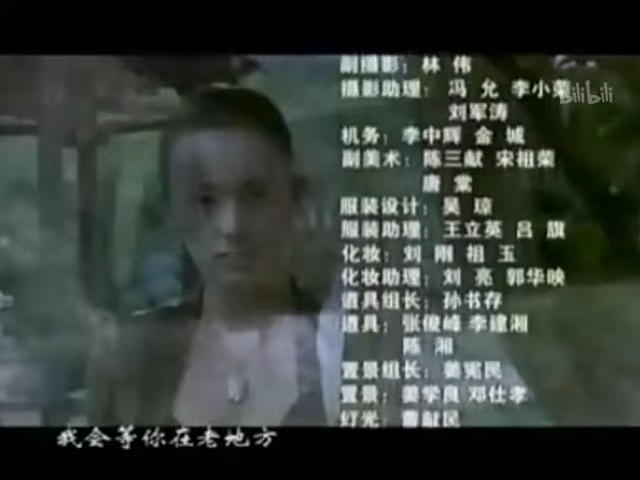 副摄影：林 伟
摄影助理：冯 允 李小荣
bilibili
刘军涛
机务：李中辉 金 城
副美术：陈三献 宋祖荣
唐 棠
服装设计：吴 琼
服装助理：王立英 吕 旗
化妆：刘 刚 祖 玉
化妆助理：刘 亮 郭华映
道具组长：孙书存
道具：张俊峰 李建湘
陈 湘
置景组长：姜宪民
置景：姜学良 邓仕孝
灯光：曹献民
我会等你在老地方